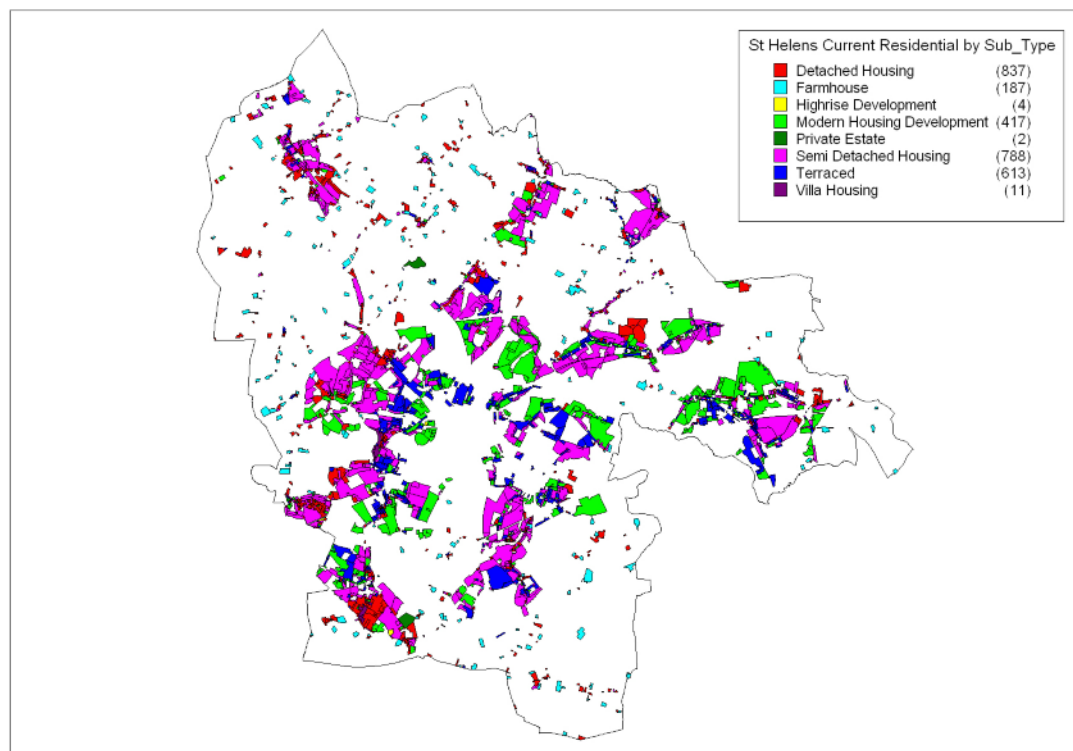 St Helens Current Residential by Sub_Type
Detached Housing (837)
Farmhouse (187)
Highrise Development (4)
Modern Housing Development (417)
Private Estate (2)
Semi Detached Housing (788)
Terraced (613)
Villa Housing (11)